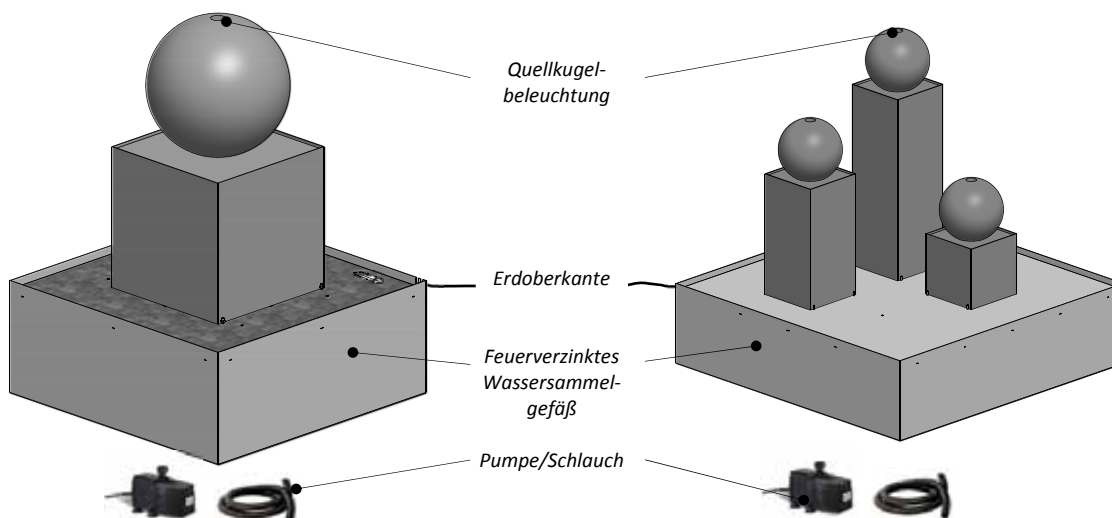 Quellkugel-
beleuchtung
Erdoberkante
Feuerverzinktes
Wassersammel-
gefäß
Pumpe/Schlauch